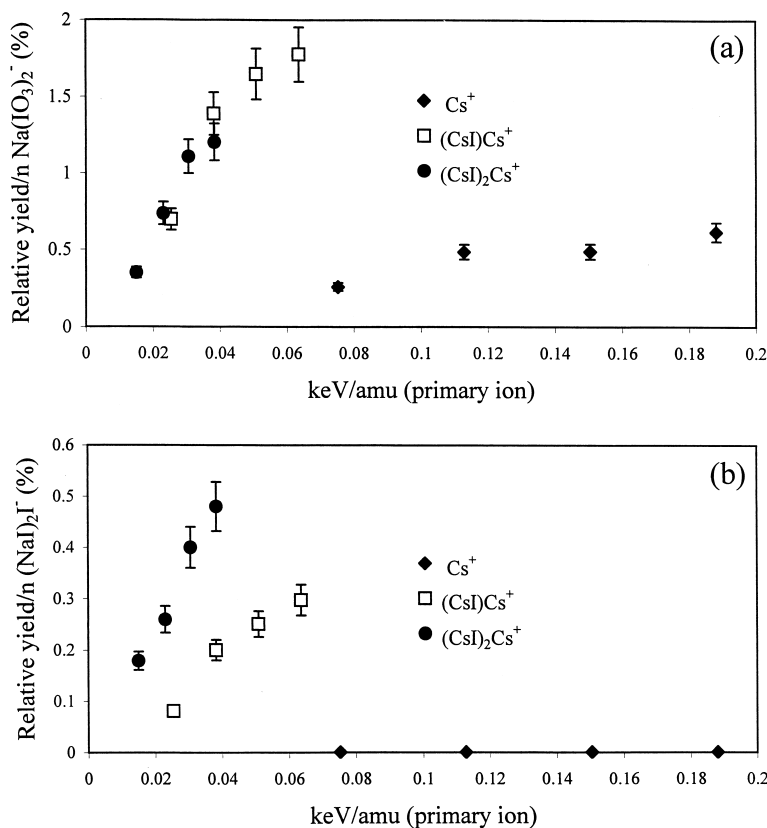 Relative yield/n Na(IO₃)₂⁻ (%)
2
1.5
1
0.5
0
(a)
Cs⁺
(CsI)Cs⁺
(CsI)₂Cs⁺
0 0.02 0.04 0.06 0.08 0.1 0.12 0.14 0.16 0.18 0.2
keV/amu (primary ion)
Relative yield/n (NaI)₂I⁻ (%)
0.6
0.5
0.4
0.3
0.2
0.1
0
(b)
Cs⁺
(CsI)Cs⁺
(CsI)₂Cs⁺
0 0.02 0.04 0.06 0.08 0.1 0.12 0.14 0.16 0.18 0.2
keV/amu (primary ion)